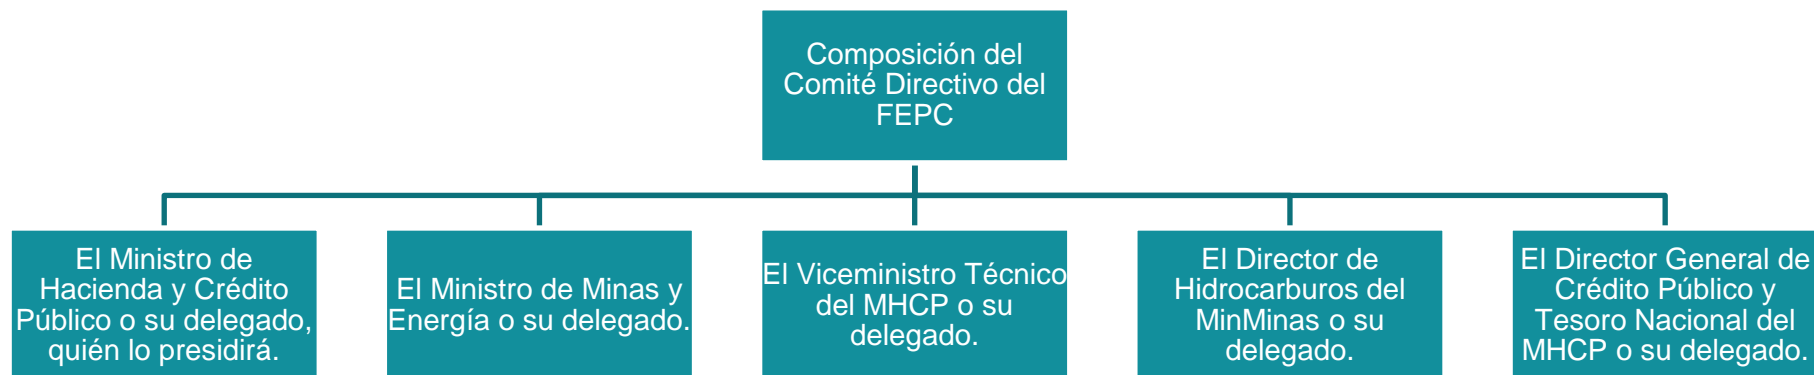 Composición del
Comité Directivo del
FEPC
El Ministro de
Hacienda y Crédito
Público o su delegado,
quién lo presidirá.
El Ministro de Minas y
Energía o su delegado.
El Viceministro Técnico
del MHCP o su
delegado.
El Director de
Hidrocarburos del
MinMinas o su
delegado.
El Director General de
Crédito Público y
Tesoro Nacional del
MHCP o su delegado.